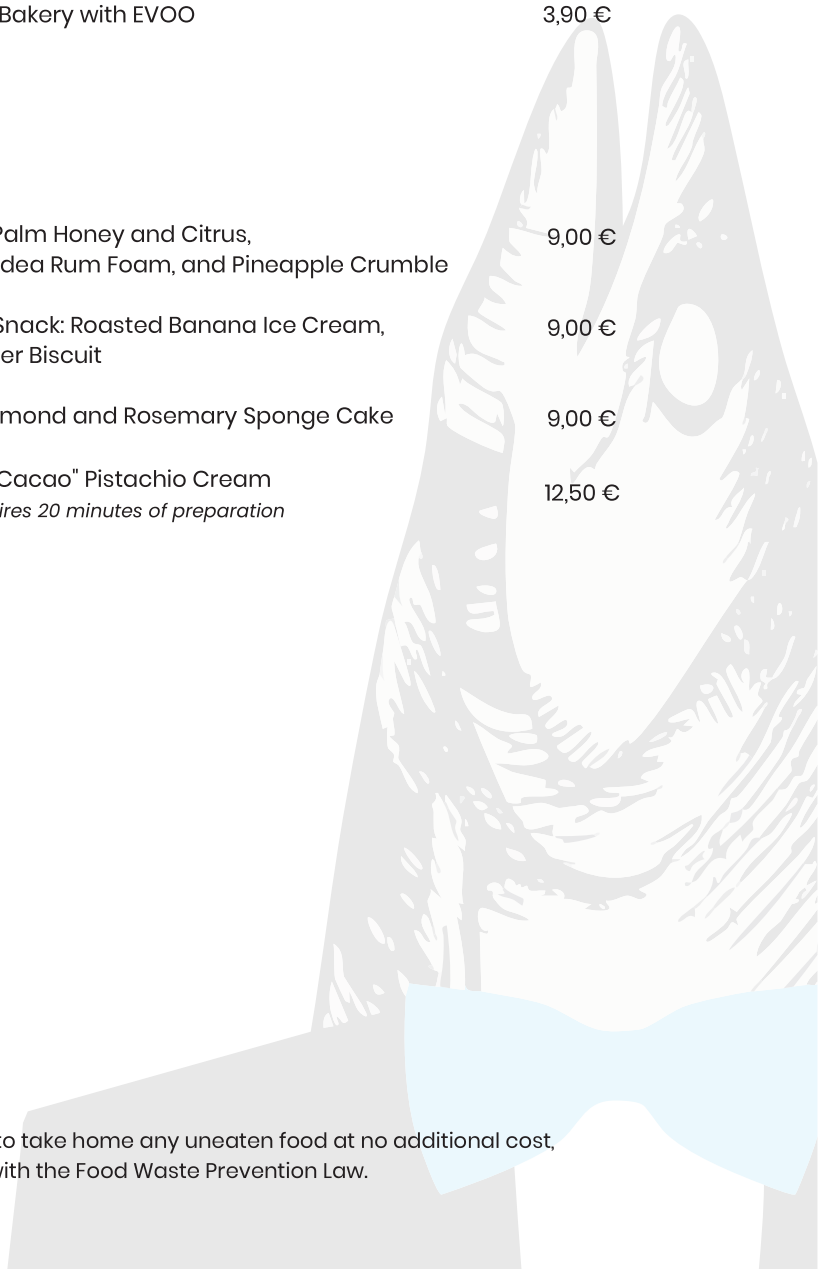 Bakery with EVOO 3,90 €
Palm Honey and Citrus, 9,00 €
dea Rum Foam, and Pineapple Crumble
Snack: Roasted Banana Ice Cream, 9,00 €
er Biscuit
mond and Rosemary Sponge Cake 9,00 €
Cacao" Pistachio Cream 12,50 €
ires 20 minutes of preparation
to take home any uneaten food at no additional cost,
with the Food Waste Prevention Law.